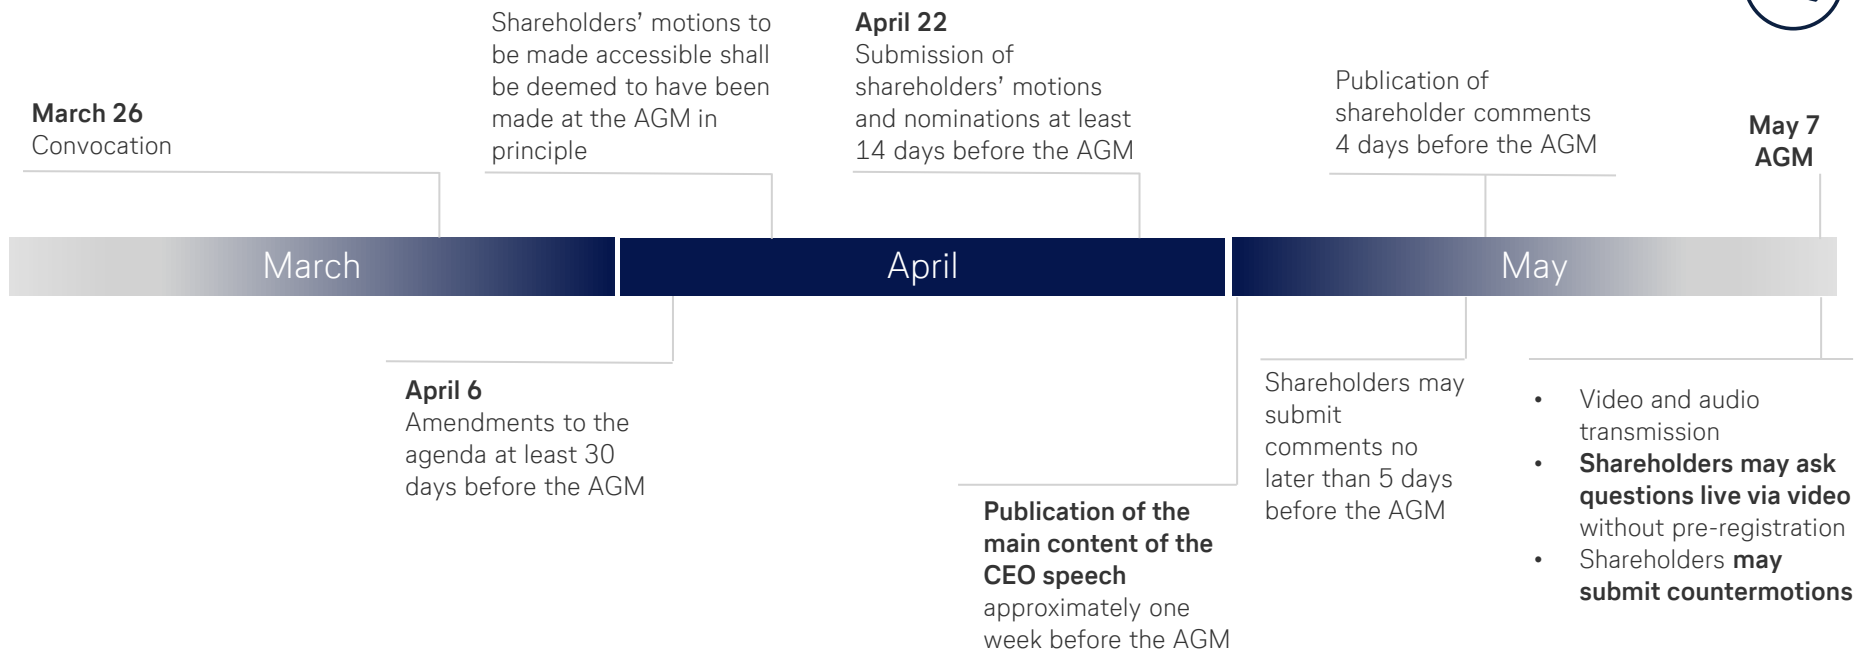 March 26
Convocation
Shareholders’ motions to
be made accessible shall
be deemed to have been
made at the AGM in
principle
April 22
Submission of
shareholders’ motions
and nominations at least
14 days before the AGM
Publication of
shareholder comments
4 days before the AGM
May 7
AGM
March
April
May
April 6
Amendments to the
agenda at least 30
days before the AGM
Publication of the
main content of the
CEO speech
approximately one
week before the AGM
Shareholders may
submit
comments no
later than 5 days
before the AGM
• Video and audio
transmission
• Shareholders may ask
questions live via video
without pre-registration
• Shareholders may
submit countermotions